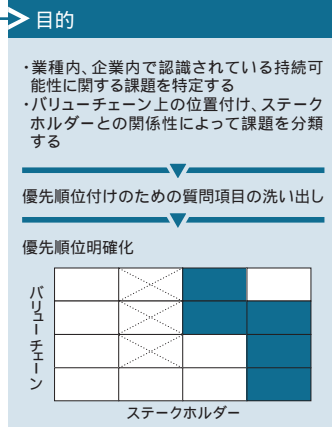 目的
・業種内、企業内で認識されている持続可
能性に関する課題を特定する
・バリューチェーン上の位置付け、ステーク
ホルダーとの関係性によって課題を分類
する
優先順位付けのための質問項目の洗い出し
優先順位明確化
バリューチェーン
ステークホルダー